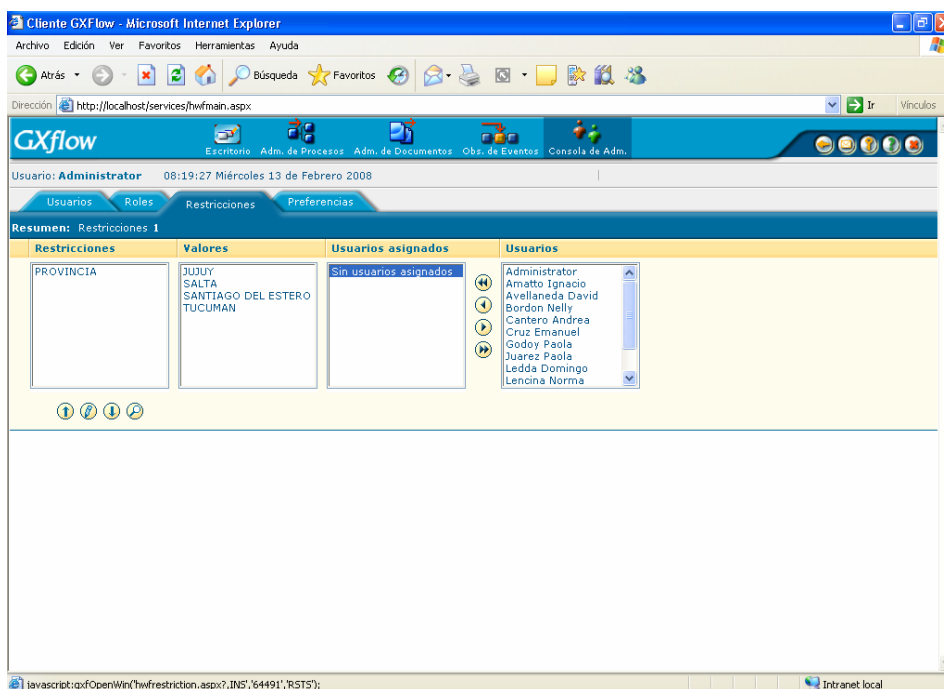 Cliente GXFlow - Microsoft Internet Explorer
Archivo Edición Ver Favoritos Herramientas Ayuda
Atrás Búsqueda Favoritos
Dirección http://localhost/services/hwfmain.aspx Ir Vínculos
GXflow
Escritorio Adm. de Procesos Adm. de Documentos Obs. de Eventos Consola de Adm.
Usuario: Administrator 08:19:27 Miércoles 13 de Febrero 2008
Usuarios Roles Restricciones Preferencias
Resumen: Restricciones 1
Restricciones Valores Usuarios asignados Usuarios
PROVINCIA JUJUY Sin usuarios asignados Administrator
SALTA Amatto Ignacio
SANTIAGO DEL ESTERO Avellaneda David
TUCUMAN Bordon Nelly
Cantero Andrea
Cruz Emanuel
Godoy Paola
Juarez Paola
Ledda Domingo
Lencina Norma
javascript:gxfOpenWin('hwfrestriction.aspx?,INS','64491','RSTS'); Intranet local